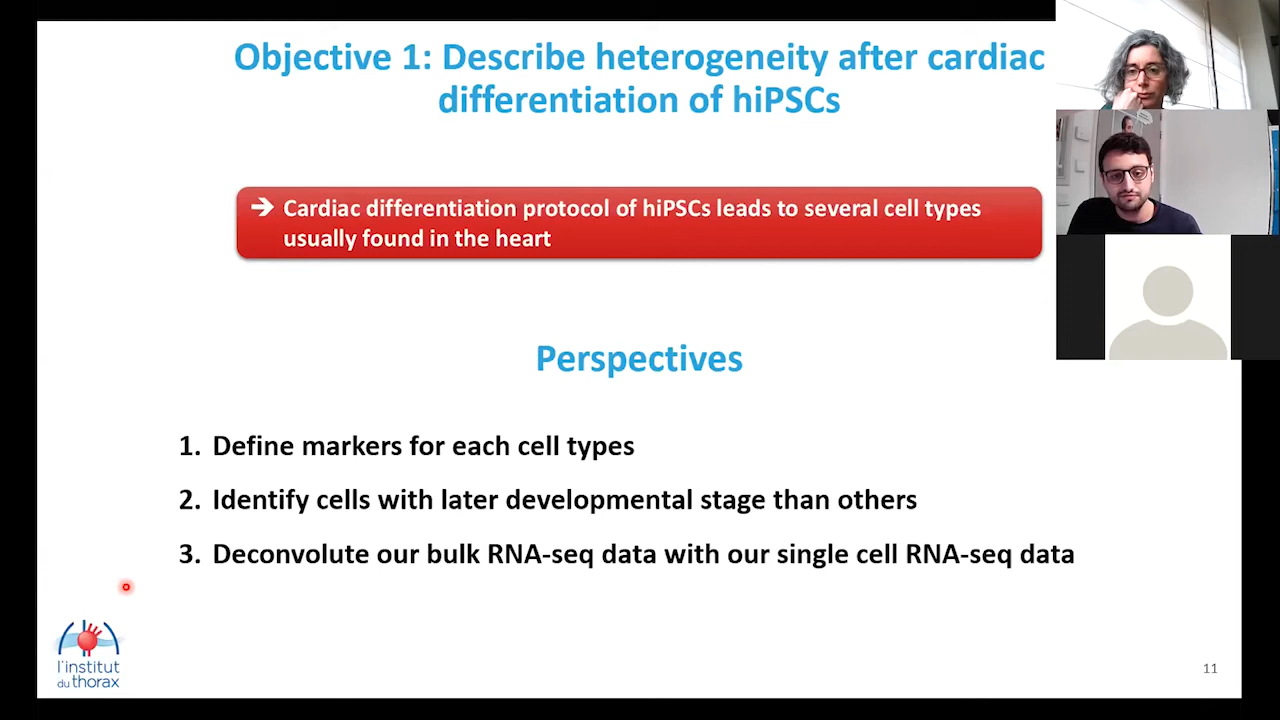 Objective 1: Describe heterogeneity after cardiac
differentiation of hiPSCs
➔ Cardiac differentiation protocol of hiPSCs leads to several cell types
usually found in the heart
Perspectives
1. Define markers for each cell types
2. Identify cells with later developmental stage than others
3. Deconvolute our bulk RNA-seq data with our single cell RNA-seq data
l'institut
du thorax
11